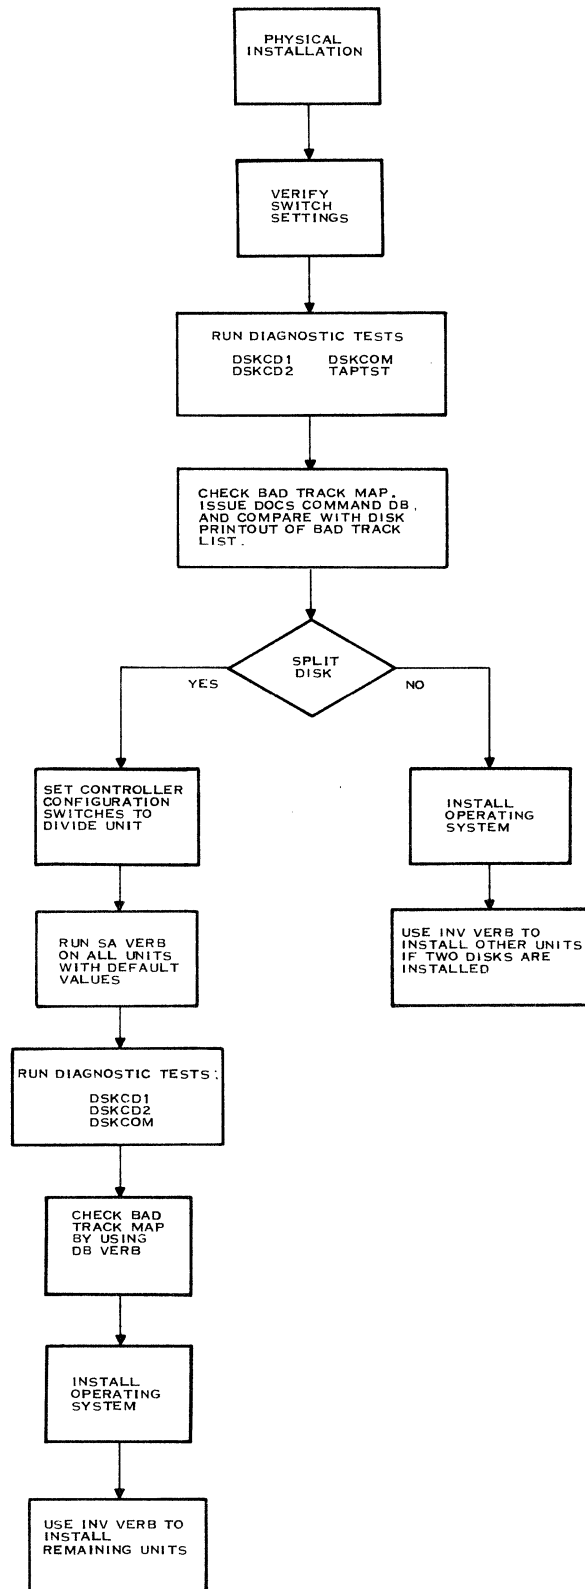 PHYSICAL
INSTALLATION
VERIFY
SWITCH
SETTINGS
RUN DIAGNOSTIC TESTS
DSKCD1 DSKCOM
DSKCD2 TAPTST
CHECK BAD TRACK MAP.
ISSUE DOCS COMMAND DB,
AND COMPARE WITH DISK
PRINTOUT OF BAD TRACK
LIST.
SPLIT
DISK
YES
NO
SET CONTROLLER
CONFIGURATION
SWITCHES TO
DIVIDE UNIT
RUN SA VERB
ON ALL UNITS
WITH DEFAULT
VALUES
RUN DIAGNOSTIC TESTS:
DSKCD1
DSKCD2
DSKCOM
CHECK BAD
TRACK MAP
BY USING
DB VERB
INSTALL
OPERATING
SYSTEM
USE INV VERB TO
INSTALL
REMAINING UNITS
INSTALL
OPERATING
SYSTEM
USE INV VERB TO
INSTALL OTHER UNITS
IF TWO DISKS ARE
INSTALLED